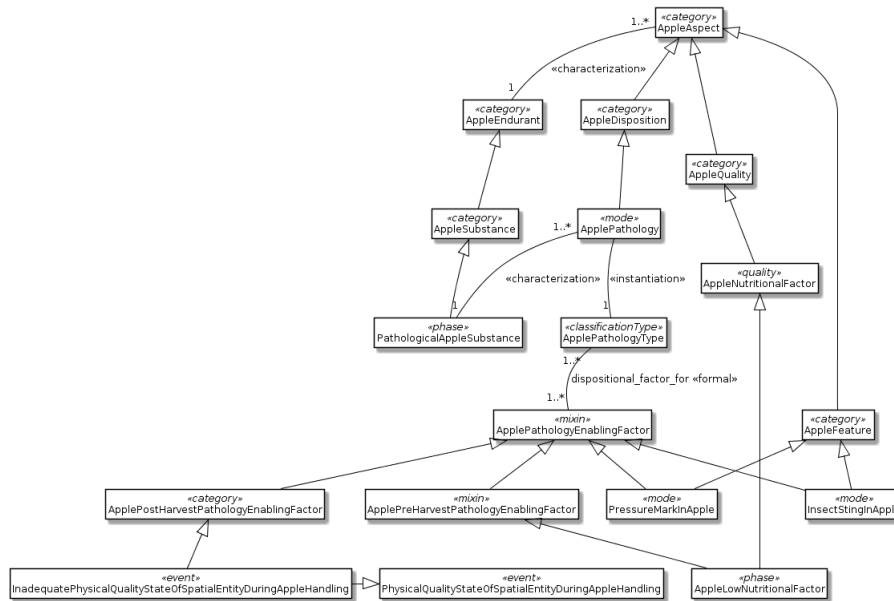 «category»
AppleAspect
1..*
«characterization»
1
«category»
AppleEndurant
«category»
AppleDisposition
«category»
AppleQuality
«category»
AppleSubstance
1..*
«mode»
ApplePathology
«characterization»
«instantiation»
«quality»
AppleNutritionalFactor
1
1
«phase»
PathologicalAppleSubstance
«classificationType»
ApplePathologyType
1..*
dispositional_factor_for «formal»
1..*
«mixin»
ApplePathologyEnablingFactor
«category»
AppleFeature
«category»
ApplePostHarvestPathologyEnablingFactor
«mixin»
ApplePreHarvestPathologyEnablingFactor
«mode»
PressureMarkInApple
«mode»
InsectStingInAppl
«event»
InadequatePhysicalQualityStateOfSpatialEntityDuringAppleHandling
«event»
PhysicalQualityStateOfSpatialEntityDuringAppleHandling
«phase»
AppleLowNutritionalFactor